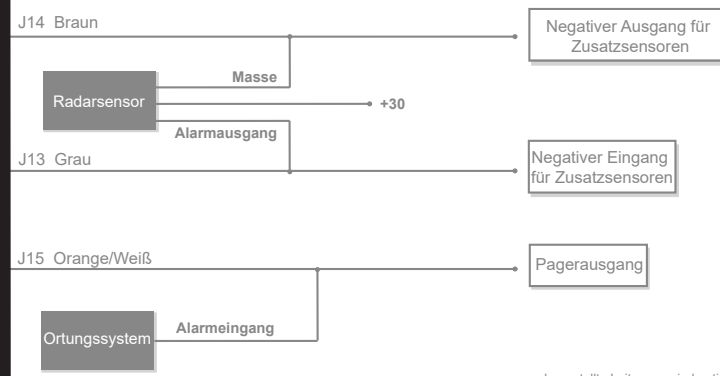 J14 Braun
Negativer Ausgang für
Zusatzsensoren
Masse
Radarsensor
+30
Alarmausgang
J13 Grau
Negativer Eingang
für Zusatzsensoren
J15 Orange/Weiß
Pagerausgang
Alarmeingang
Ortungssystem